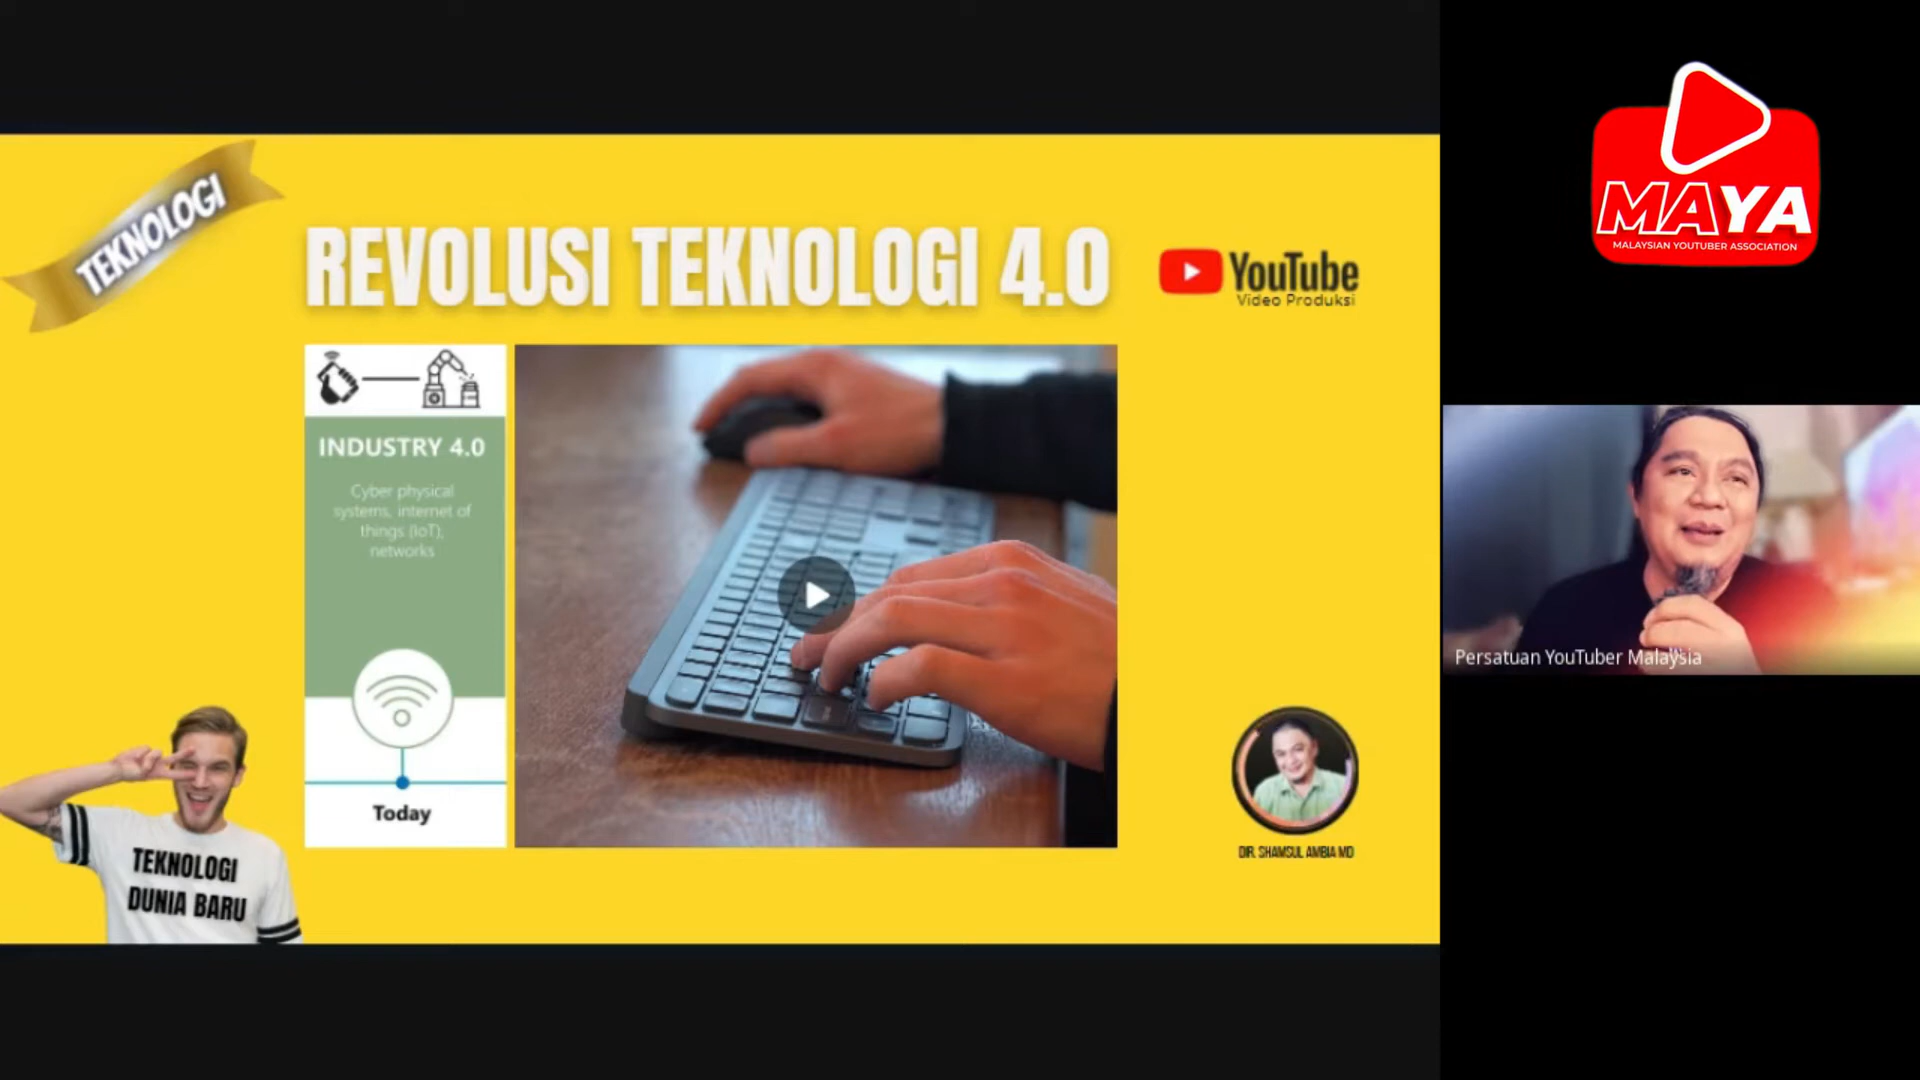 TEKNOLOGI
REVOLUSI TEKNOLOGI 4.0
YouTube
Video Produksi
INDUSTRY 4.0
Cyber physical
systems, internet of
things (IoT),
networks
Today
TEKNOLOGI
DUNIA BARU
DIR. SHAMSUL AMBIA MD
MAYA
MALAYSIAN YOUTUBER ASSOCIATION
Persatuan YouTuber Malaysia